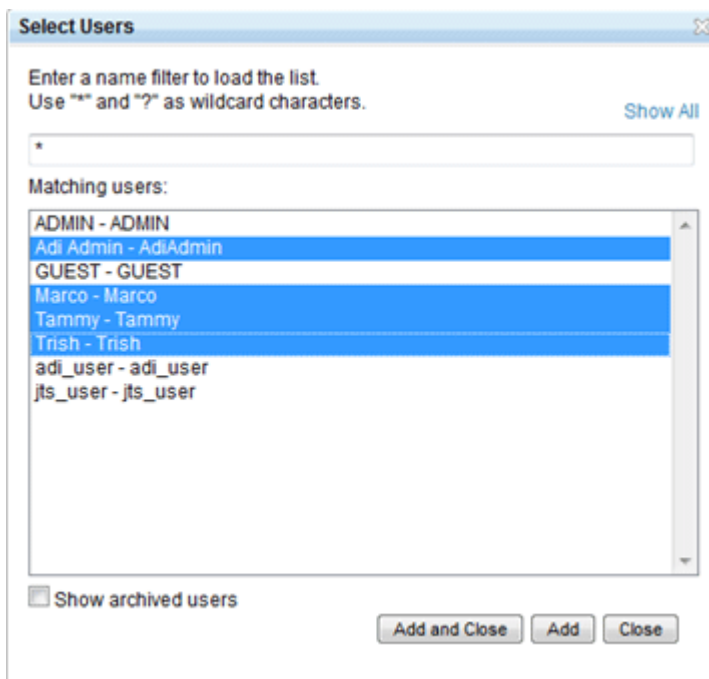 Select Users
Enter a name filter to load the list.
Use "*" and "?" as wildcard characters.
Show All
*
Matching users:
ADMIN - ADMIN
Adi Admin - AdiAdmin
GUEST - GUEST
Marco - Marco
Tammy - Tammy
Trish - Trish
adi_user - adi_user
jts_user - jts_user
Show archived users
Add and Close Add Close